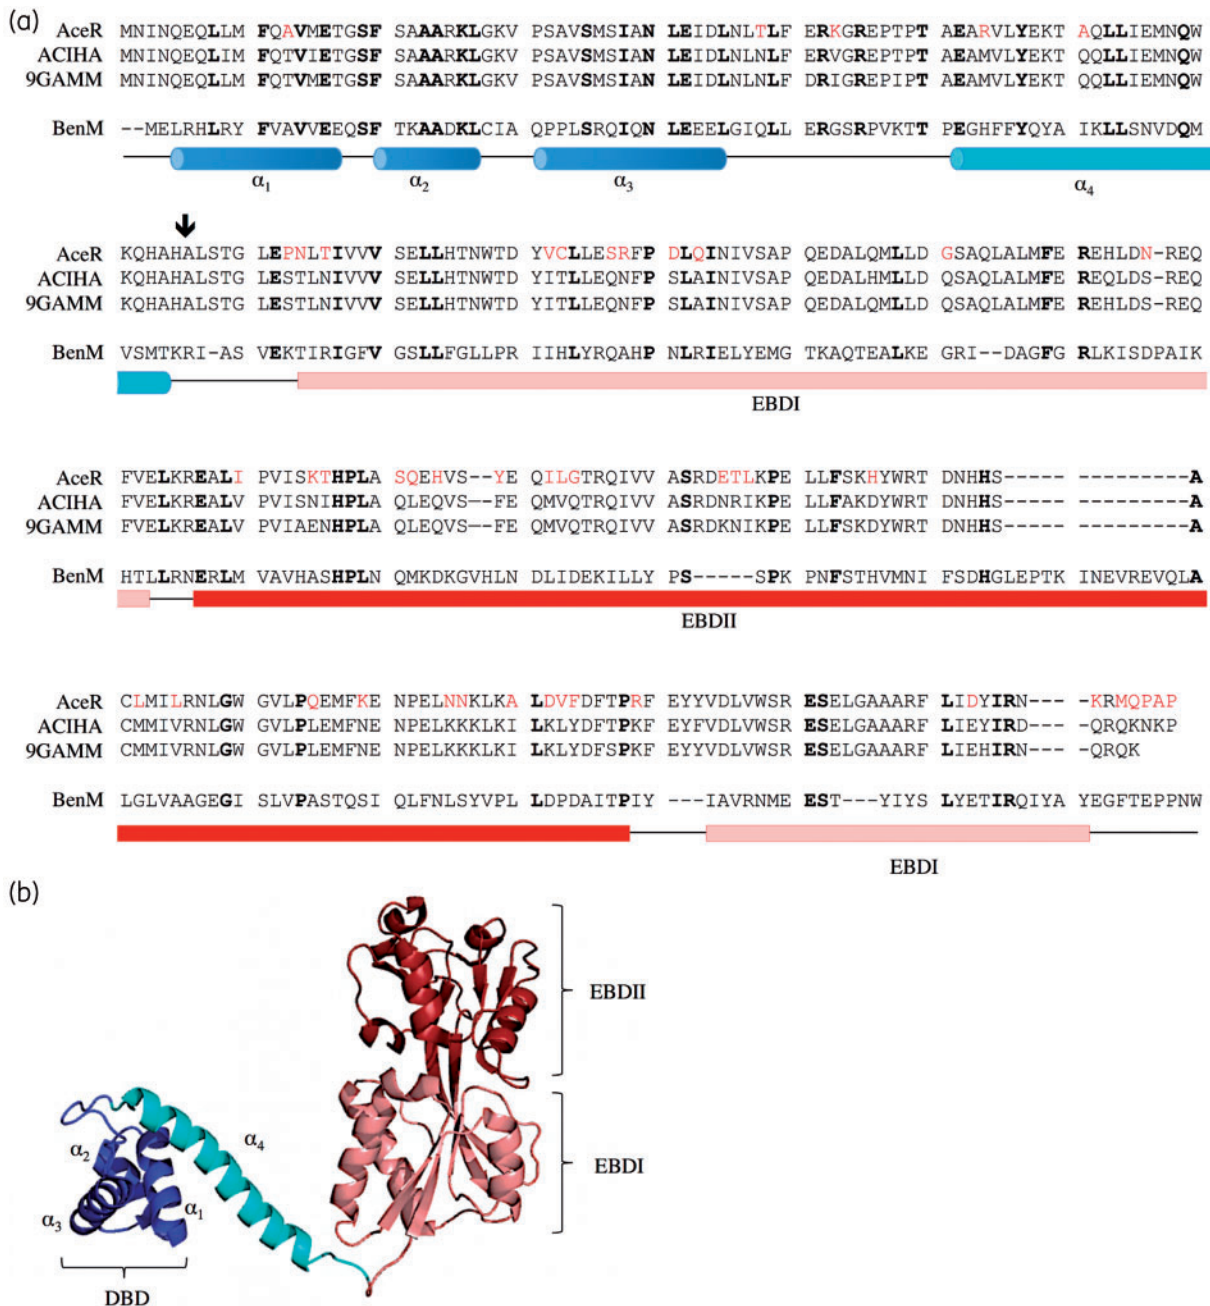 (a)
AceR MNINQEQLLM FQAVMETGSF SAAARKLGKV PSAVSMSIAN LEIDLNLTLF ERKGREPTPT AEARVLYEKT AQLLIEMNQW
ACIHA MNINQEQLIM FQTVIETGSF SAAARKLGKV PSAVSMSIAN LEIDLNLNLF ERVGREPTPT AEAMVLYEKT QQLLIEMNQW
9GAMM MNINQEQLLM FQTVMETGSF SAAARKLGKV PSAVSMSIAN LEIDLNLNLF DRIGREPIPT AEAMVLYEKT QQLLIEMNQW
BenM --MELRHLRY FVAVVEEQSF TKAADKLCIA QPPLSRQIQN LEEELGIQLL ERGSRPVKTT PEGHFFYQYA IKLLSNVDQM
α1 α2 α3 α4
AceR KQHAHALSTG LEPNLTIVVV SELLHTNWTD YVCLLESRFP DLQINIVSAP QEDALQMLLD GSAQLALMFE REHLDN-REQ
ACIHA KQHAHALSTG LESTLNIVVV SELLHTNWTD YITLLEQNFP SLAINIVSAP QEDALHMLLD QSAQLALMFE REQLDS-REQ
9GAMM KQHAHALSTG LESTLNIVVV SELLHTNWTD YITLLEQNFP SLAINIVSAP QEDALQMLLD QSAQLALMFE REHLDS-REQ
BenM VSMTKRI-AS VEKTIRIGFV GSLLFGLLPR IIHLYRQAHP NLRIELYEMG TKAQTEALKE GRI--DAGFG RLKISDPAIK
EBDI
AceR FVELKREALI PVISKTHPLA SQEHVS--YE QILGTRQIVV ASRDETLKPE LLFSKHYWRT DNHHS----- ---------A
ACIHA FVELKREALV PVISNIHPLA QLEQVS--FE QMVQTRQIVV ASRDNRIKPE LLFAKDYWRT DNHHS----- ---------A
9GAMM FVELKREALV PVIAENHPLA QLEQVS--FE QMVQTRQIVV ASRDKNIKPE LLFSKDYWRT DNHHS----- ---------A
BenM HTLLRNERLM VAVHASHPLN QMKDKGVHLN DLIDEKILLY PS-----SPK PNFSTHVMNI FSDHGLEPTK INEVREVQLA
EBDII
AceR CLMILRNLGW GVLPQEMFKE NPELNNKLKA LDVFDFTPRF EYYVDLVWSR ESELGAAARF LIDYIRN--- -KRMQPAP
ACIHA CMMIVRNLGW GVLPLEMFNE NPELKKKLKI LKLYDFTPKF EYFVDLVWSR ESELGAAARF LIEYIRD--- -QRQKNKP
9GAMM CMMIVRNLGW GVLPLEMFNE NPELKKKLKI LKLYDFSPKF EYYVDLVWSR ESELGAAARF LIEHIRN--- -QRQK
BenM LGLVAAGEGI SLVPASTQSI QLFNLSYVPL LDPDAITPIY ---IAVRNME EST---YIYS LYETIRQIYA YEGFTEPPNW
EBDI
(b)
EBDII
EBDI
α4
α2
α3
α1
DBD